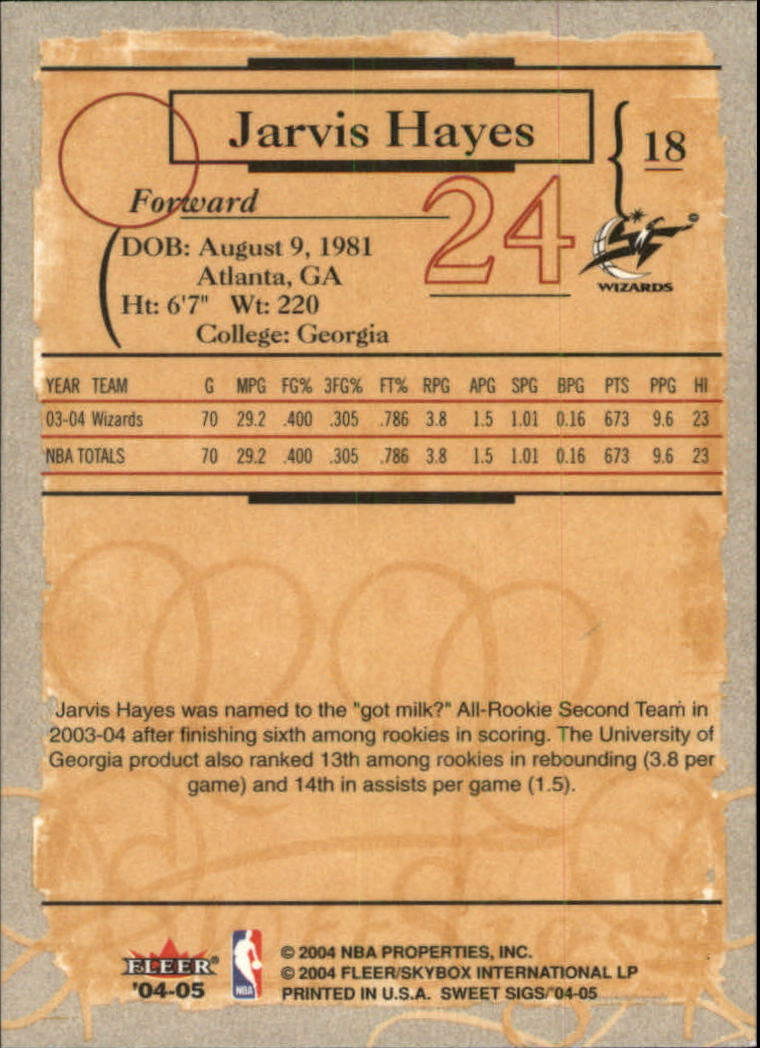 Jarvis Hayes
18
Forward
24
DOB: August 9, 1981
Atlanta, GA
Ht: 6'7" Wt: 220
College: Georgia
WIZARDS
YEAR TEAM G MPG FG% 3FG% FT% RPG APG SPG BPG PTS PPG HI
03-04 Wizards 70 29.2 .400 .305 .786 3.8 1.5 1.01 0.16 673 9.6 23
NBA TOTALS 70 29.2 .400 .305 .786 3.8 1.5 1.01 0.16 673 9.6 23
Jarvis Hayes was named to the "got milk?" All-Rookie Second Team in
2003-04 after finishing sixth among rookies in scoring. The University of
Georgia product also ranked 13th among rookies in rebounding (3.8 per
game) and 14th in assists per game (1.5).
FLEER®
'04-05
NBA
© 2004 NBA PROPERTIES, INC.
© 2004 FLEER/SKYBOX INTERNATIONAL LP
PRINTED IN U.S.A. SWEET SIGS/'04-05